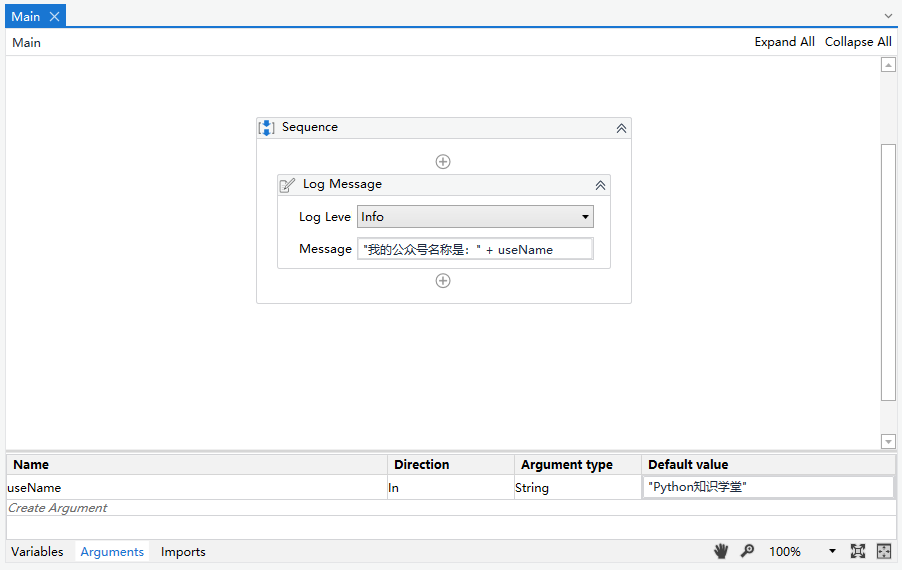 Main
Main
Expand All Collapse All
Sequence
Log Message
Log Leve Info
Message "我的公众号名称是：" + useName
Name Direction Argument type Default value
useName In String "Python知识学堂"
Create Argument
Variables Arguments Imports 100%